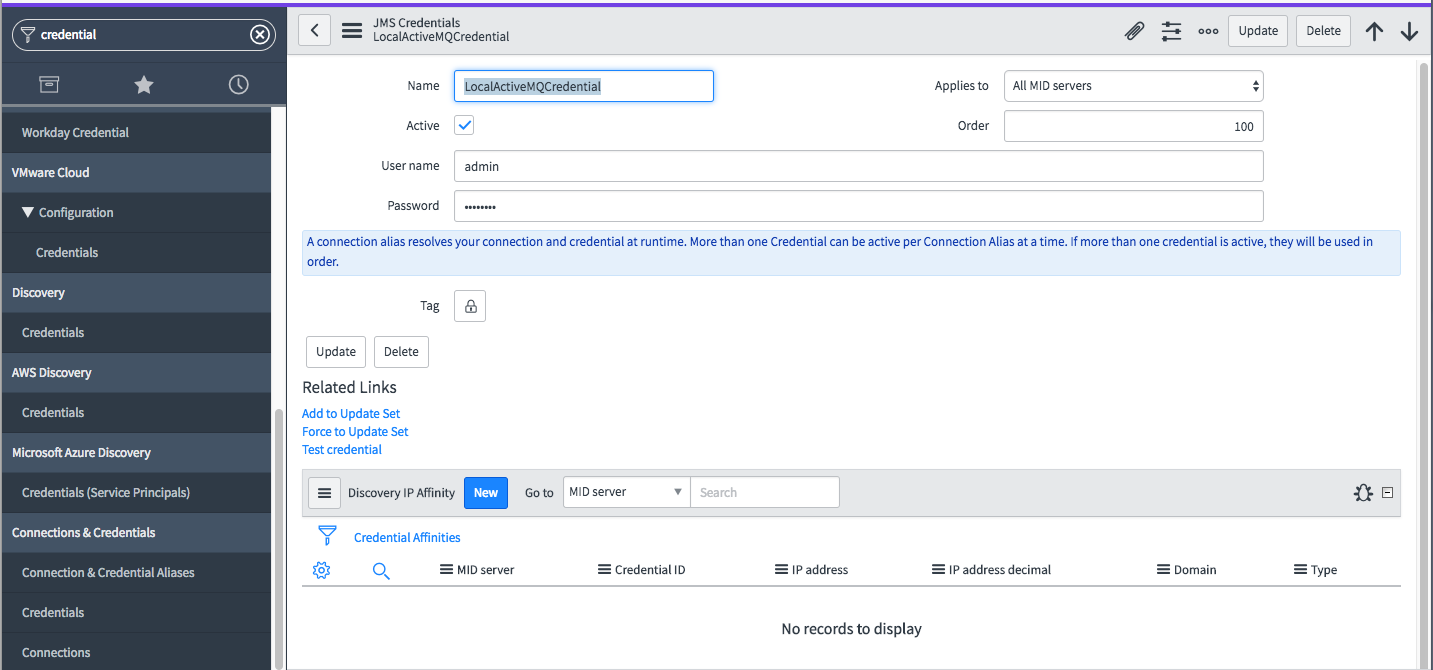 credential
Workday Credential
VMware Cloud
Configuration
Credentials
Discovery
Credentials
AWS Discovery
Credentials
Microsoft Azure Discovery
Credentials (Service Principals)
Connections & Credentials
Connection & Credential Aliases
Credentials
Connections
JMS Credentials
LocalActiveMQCredential
Update
Delete
Name
LocalActiveMQCredential
Applies to
All MID servers
Active
Order
100
User name
admin
Password
••••••••
A connection alias resolves your connection and credential at runtime. More than one Credential can be active per Connection Alias at a time. If more than one credential is active, they will be used in
order.
Tag
Update
Delete
Related Links
Add to Update Set
Force to Update Set
Test credential
Discovery IP Affinity
New
Go to
MID server
Search
Credential Affinities
MID server
Credential ID
IP address
IP address decimal
Domain
Type
No records to display